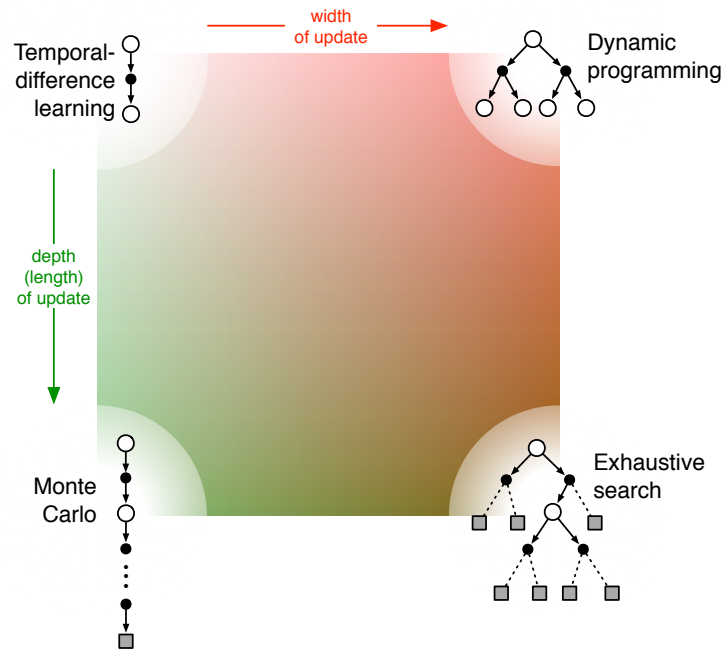 width
of update
Temporal-
difference
learning
Dynamic
programming
depth
(length)
of update
Monte
Carlo
Exhaustive
search